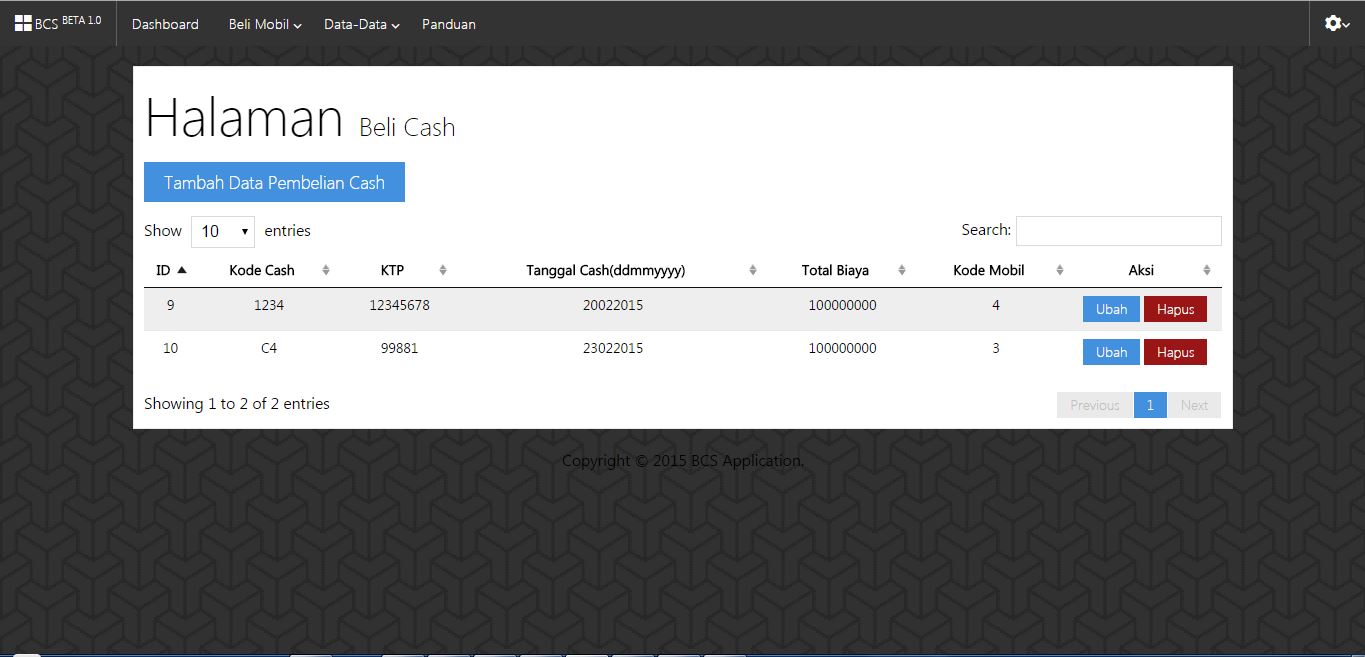 BCS BETA 1.0 Dashboard Beli Mobil Data-Data Panduan
Halaman Beli Cash
Tambah Data Pembelian Cash
Show 10 entries Search:
ID Kode Cash KTP Tanggal Cash(ddmmyyyy) Total Biaya Kode Mobil Aksi
9 1234 12345678 20022015 100000000 4 Ubah Hapus
10 C4 99881 23022015 100000000 3 Ubah Hapus
Showing 1 to 2 of 2 entries Previous 1 Next
Copyright © 2015 BCS Application.